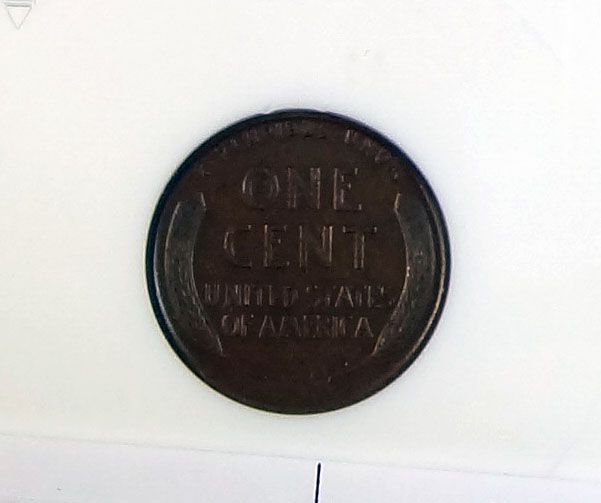 ONE
CENT
UNITED STATES
OF AMERICA